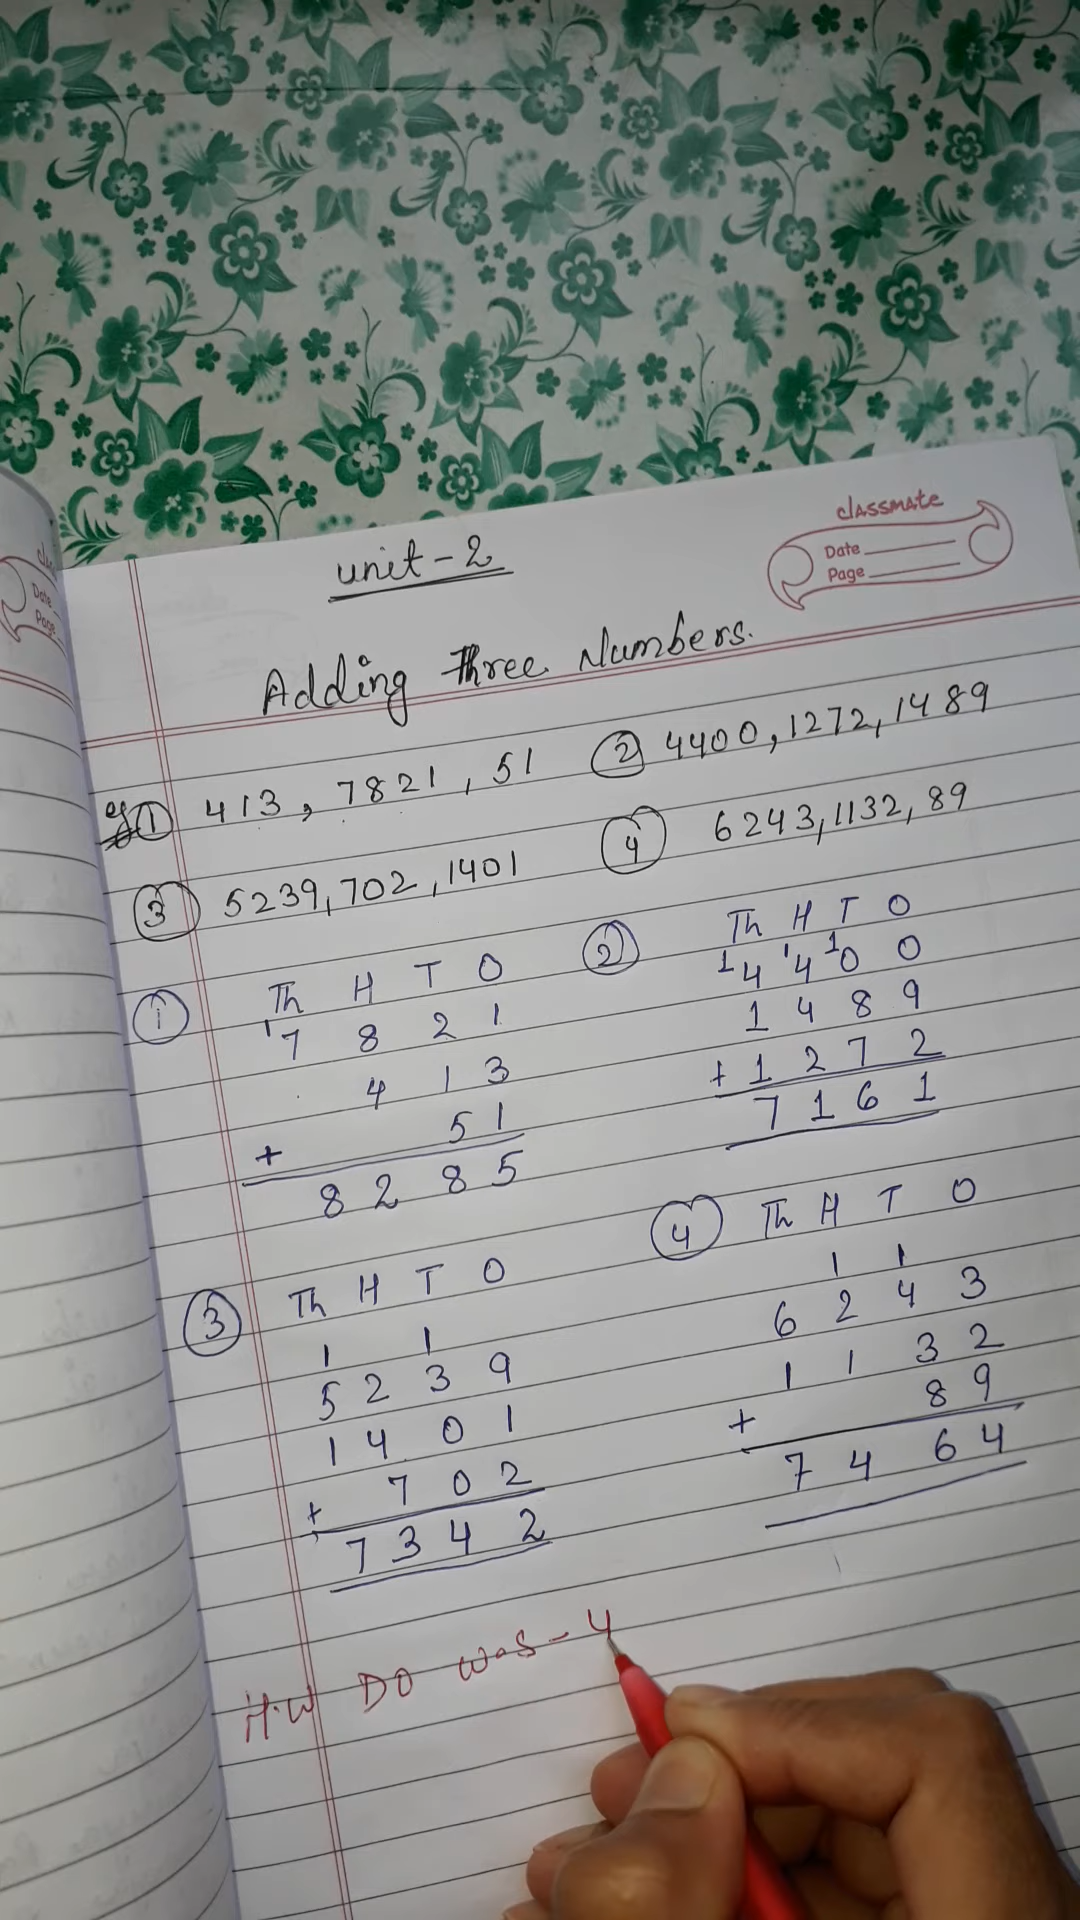 classmate
Date
Page
unit-2
Adding Three Numbers.
① 413, 7821, 51 ② 4400, 1272, 1489
③ 5239, 702, 1401 ④ 6243, 1132, 89
① Th H T O
1
7 8 2 1
4 1 3
+ 5 1
8 2 8 5
② Th H T O
1 1 1
4 4 0 0
1 4 8 9
+ 1 2 7 2
7 1 6 1
③ Th H T O
1 1
5 2 3 9
1 4 0 1
+ 7 0 2
7 3 4 2
④ Th H T O
1 1
6 2 4 3
1 1 3 2
+ 8 9
7 4 6 4
H.W DO W.S-4